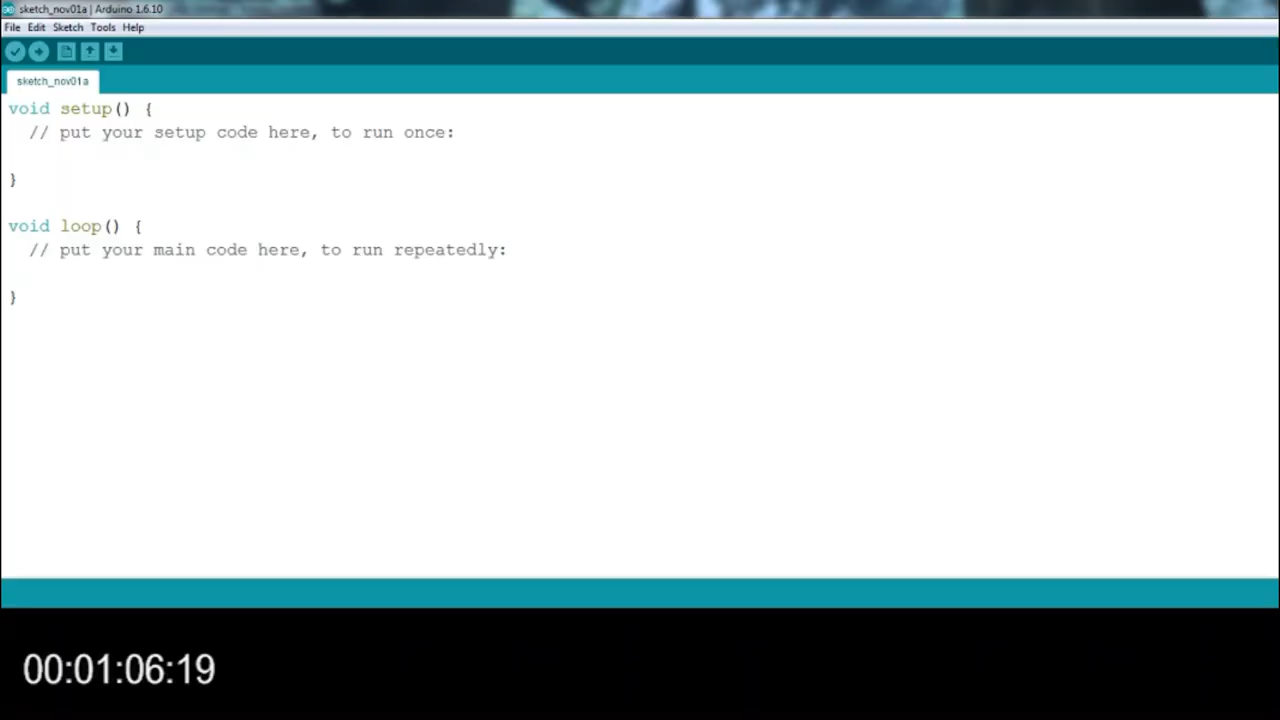 sketch_nov01a | Arduino 1.6.10
File Edit Sketch Tools Help
sketch_nov01a
void setup() {
  // put your setup code here, to run once:
}
void loop() {
  // put your main code here, to run repeatedly:
}
00:01:06:19